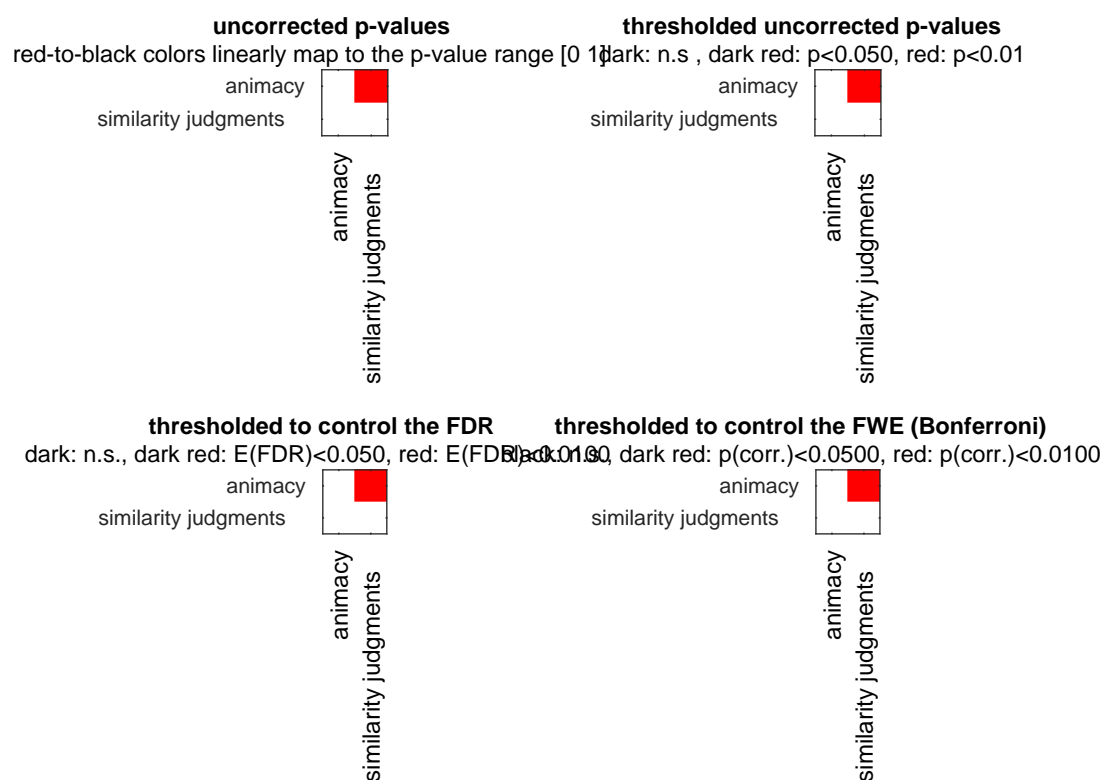 uncorrected p-values
red-to-black colors linearly map to the p-value range [0 1]
animacy
similarity judgments
animacy
similarity judgments
thresholded uncorrected p-values
dark: n.s , dark red: p<0.050, red: p<0.01
animacy
similarity judgments
animacy
similarity judgments
thresholded to control the FDR
dark: n.s., dark red: E(FDR)<0.050, red: E(FDR)<0.0100
animacy
similarity judgments
animacy
similarity judgments
thresholded to control the FWE (Bonferroni)
black: n.s., dark red: p(corr.)<0.0500, red: p(corr.)<0.0100
animacy
similarity judgments
animacy
similarity judgments